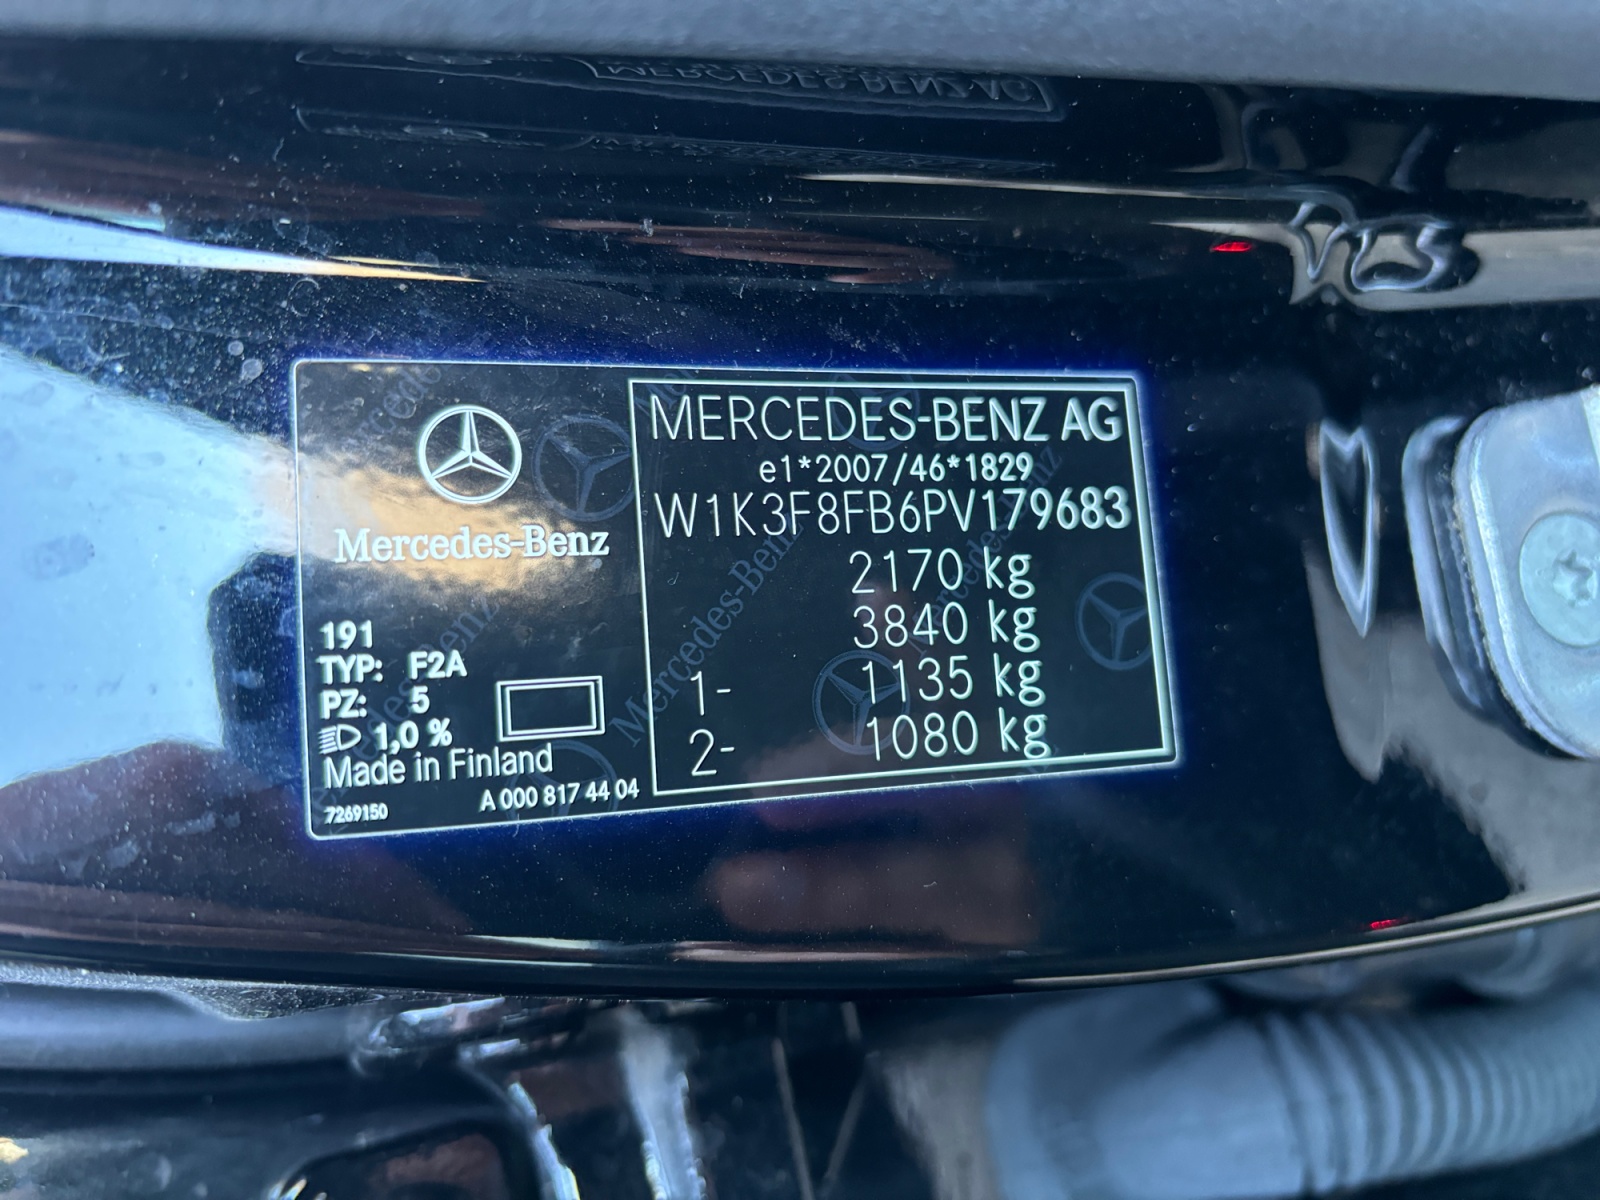 Mercedes-Benz
191
TYP: F2A
PZ: 5
1,0 %
Made in Finland
7269150
A 000 817 44 04
MERCEDES-BENZ AG
e1*2007/46*1829
W1K3F8FB6PV179683
2170 kg
3840 kg
1- 1135 kg
2- 1080 kg